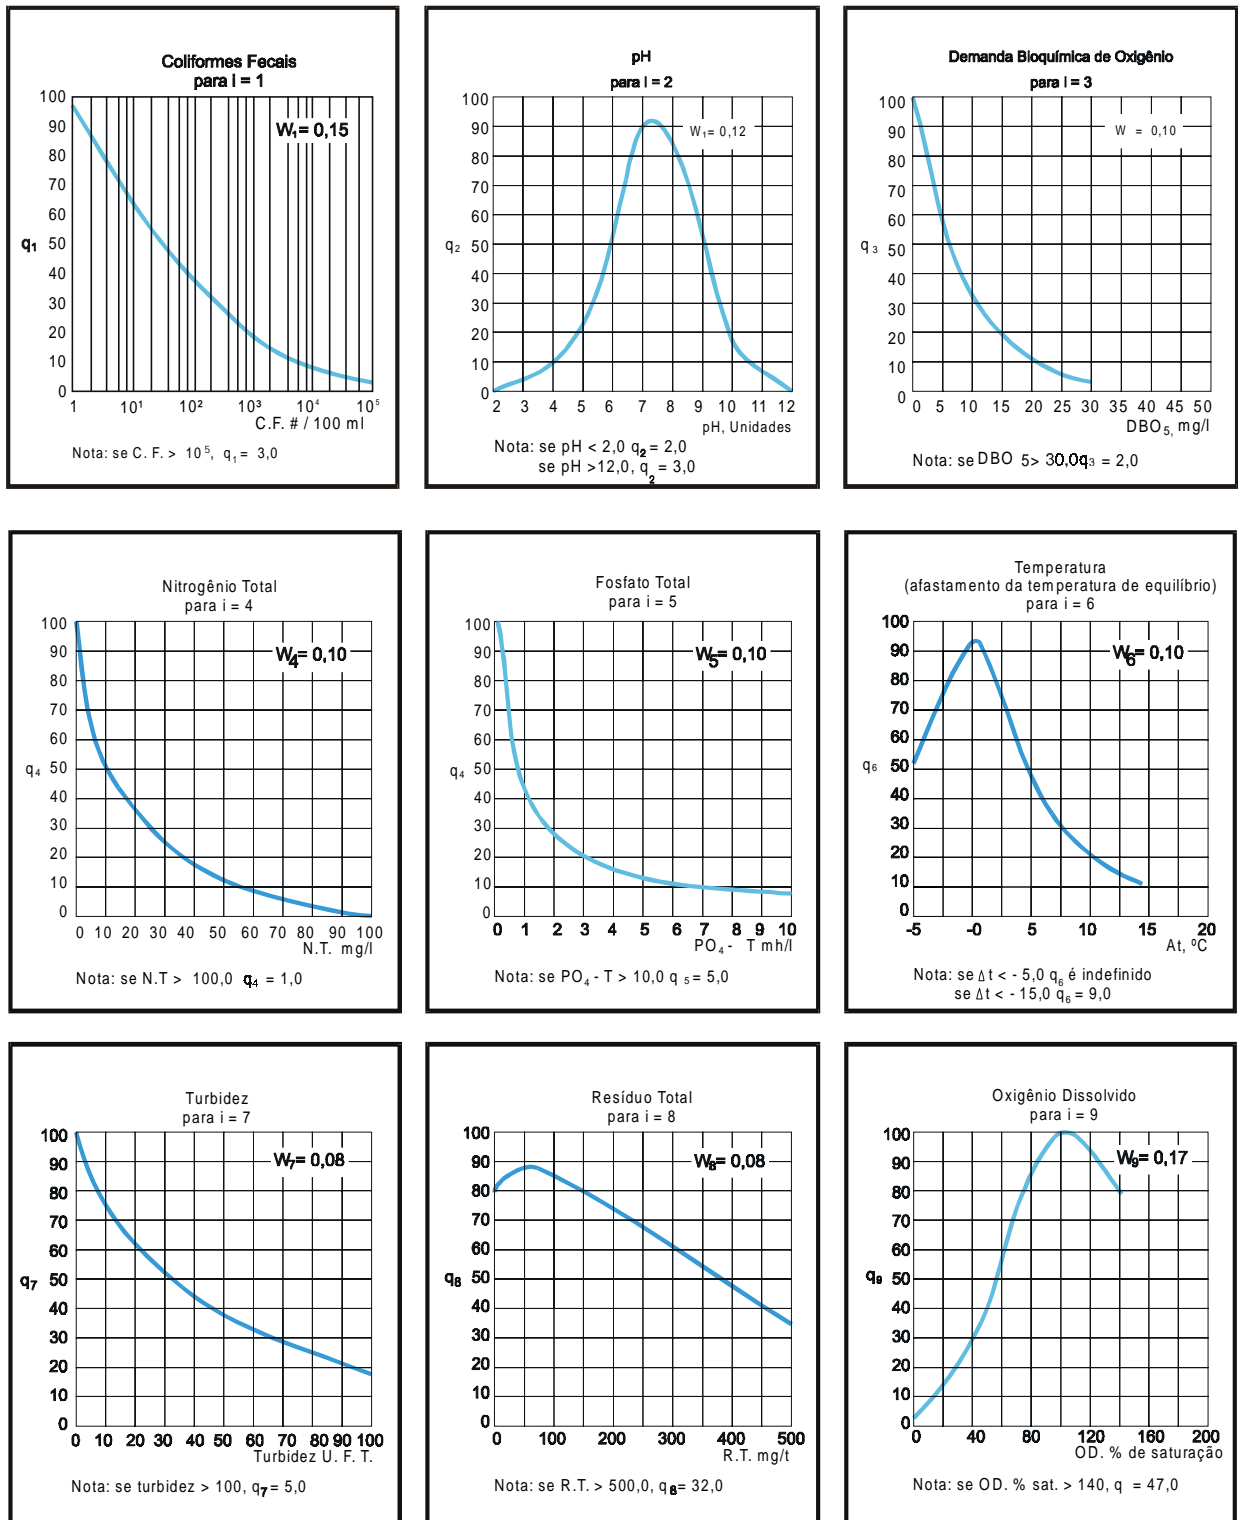 Coliformes Fecais
para i = 1
W₁= 0,15
100
90
80
70
60
q₁ 50
40
30
20
10
0
1 10¹ 10² 10³ 10⁴ 10⁵
C.F. # / 100 ml
Nota: se C. F. > 10⁵, q₁ = 3,0
pH
para i = 2
W₁= 0,12
100
90
80
70
60
q₂ 50
40
30
20
10
0
2 3 4 5 6 7 8 9 10 11 12
pH, Unidades
Nota: se pH < 2,0 q₂ = 2,0
se pH >12,0, q₂ = 3,0
Demanda Bioquímica de Oxigênio
para i = 3
W = 0,10
100
90
80
70
60
q₃ 50
40
30
20
10
0 0 5 10 15 20 30 35 40 45 50
DBO₅, mg/l
Nota: se DBO 5> 30,0q₃ = 2,0
Nitrogênio Total
para i = 4
W₄= 0,10
100
90
80
70
60
q₄ 50
40
30
20
10
0
0 10 20 30 40 50 60 70 80 90 100
N.T. mg/l
Nota: se N.T > 100,0 q₄ = 1,0
Fosfato Total
para i = 5
W₅= 0,10
100
90
80
70
60
q₄ 50
40
30
20
10
0
0 1 2 3 4 5 6 7 8 9 10
PO₄ - T mh/l
Nota: se PO₄ - T > 10,0 q ₅ = 5,0
Temperatura
(afastamento da temperatura de equilíbrio)
para i = 6
W₆= 0,10
100
90
80
70
60
q₆ 50
40
30
20
10
0
-5 -0 5 10 15 20
At, ºC
Nota: se Δt < - 5,0 q₆ é indefinido
se Δt < - 15,0 q₆ = 9,0
Turbidez
para i = 7
W₇= 0,08
100
90
80
70
60
q₇ 50
40
30
20
10
0
0 10 20 30 40 50 60 70 80 90 100
Turbidez U. F. T.
Nota: se turbidez > 100, q₇ = 5,0
Resíduo Total
para i = 8
W₈= 0,08
100
90
80
70
60
q₈ 50
40
30
20
10
0
0 100 200 300 400 500
R.T. mg/t
Nota: se R.T. > 500,0, q₈= 32,0
Oxigênio Dissolvido
para i = 9
W₉= 0,17
100
90
80
70
60
q₉ 50
40
30
20
10
0
0 40 80 120 160 200
OD. % de saturação
Nota: se OD. % sat. > 140, q = 47,0